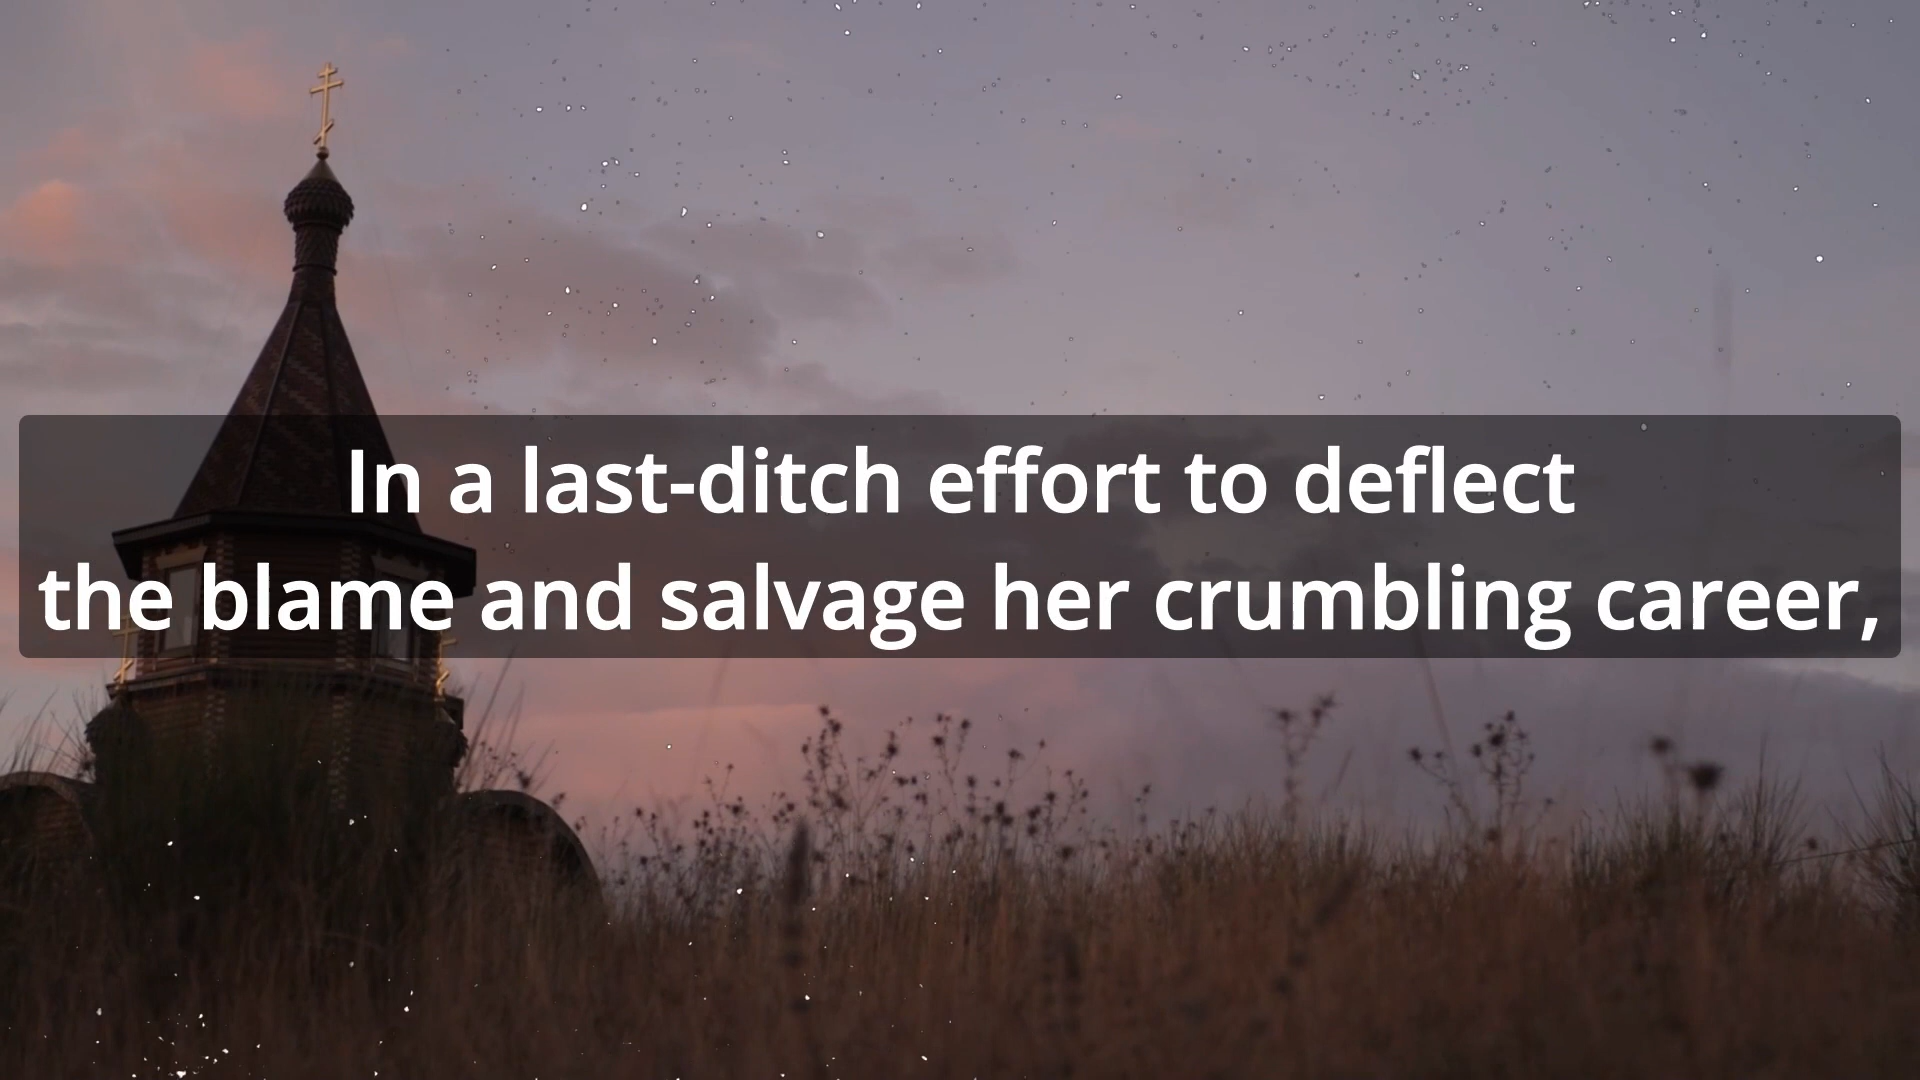 In a last-ditch effort to deflect
the blame and salvage her crumbling career,